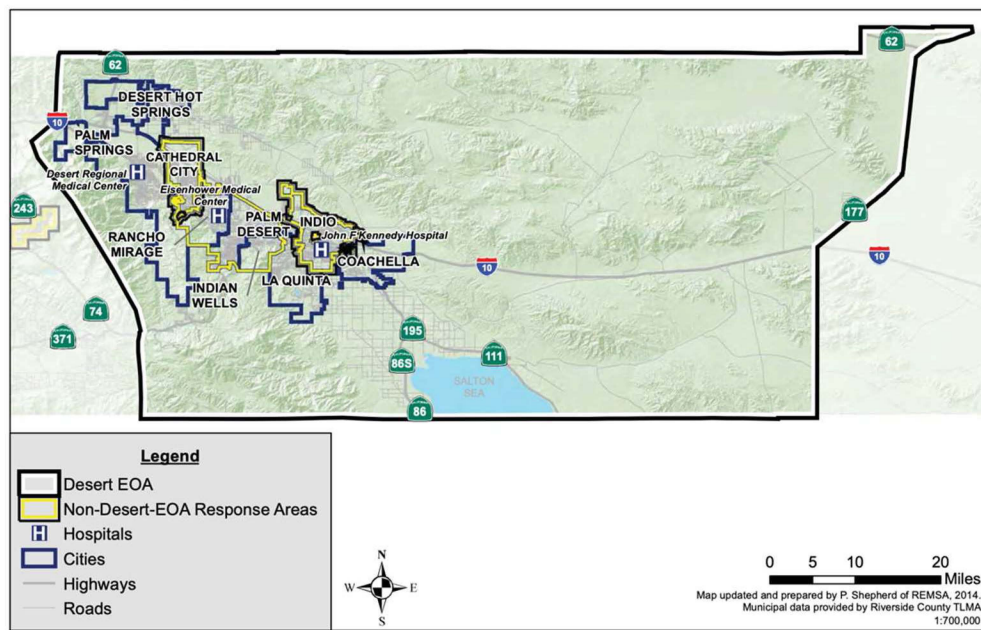 62
62
DESERT HOT
SPRINGS
10
PALM
SPRINGS
CATHEDRAL
CITY
Desert Regional
Medical Center
H
Eisenhower Medical
Center
H
243
177
PALM
DESERT
INDIO
John F Kennedy Hospital
H
RANCHO
MIRAGE
COACHELLA
10
10
INDIAN
WELLS
LA QUINTA
74
371
195
86S
111
SALTON
SEA
86
Legend
Desert EOA
Non-Desert-EOA Response Areas
H Hospitals
Cities
Highways
Roads
N
W E
S
0 5 10 20
Miles
Map updated and prepared by P. Shepherd of REMSA, 2014.
Municipal data provided by Riverside County TLMA
1:700,000